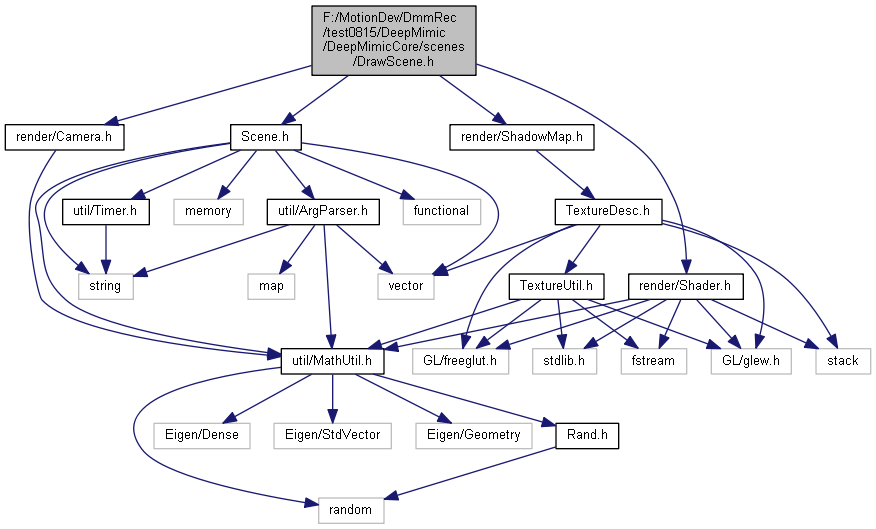 F:/MotionDev/DmmRec
/test0815/DeepMimic
/DeepMimicCore/scenes
/DrawScene.h
render/Camera.h
Scene.h
render/ShadowMap.h
util/Timer.h
memory
util/ArgParser.h
functional
TextureDesc.h
string
map
vector
TextureUtil.h
render/Shader.h
util/MathUtil.h
GL/freeglut.h
stdlib.h
fstream
GL/glew.h
stack
Eigen/Dense
Eigen/StdVector
Eigen/Geometry
Rand.h
random